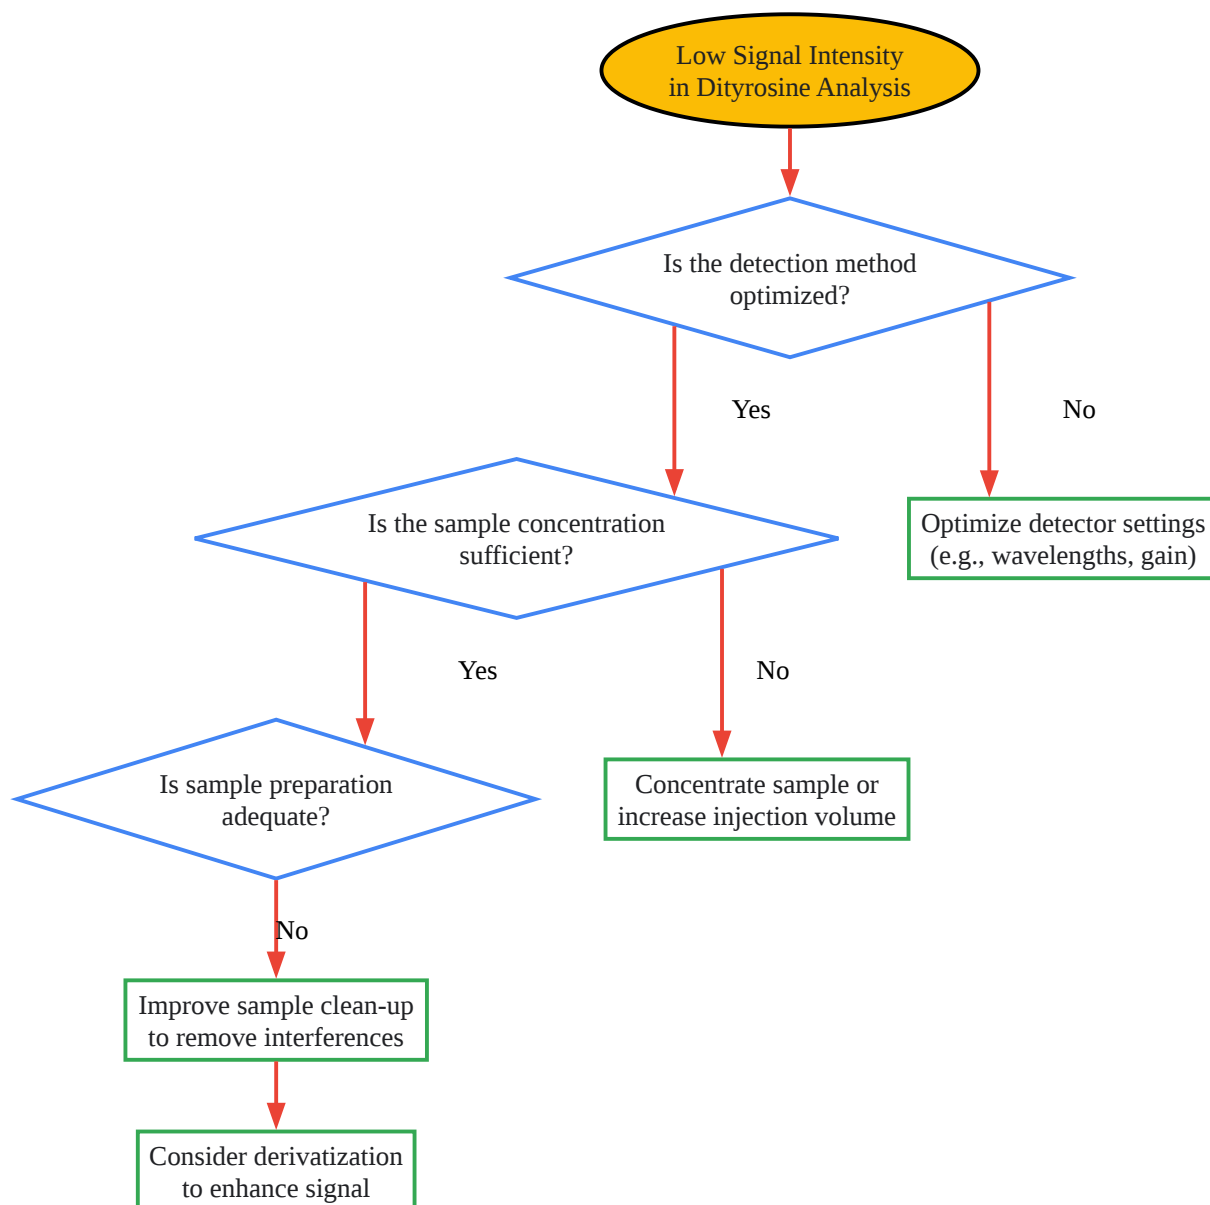 Low Signal Intensity
in Dityrosine Analysis
Is the detection method
optimized?
Yes
No
Is the sample concentration
sufficient?
Optimize detector settings
(e.g., wavelengths, gain)
Yes
No
Is sample preparation
adequate?
Concentrate sample or
increase injection volume
No
Improve sample clean-up
to remove interferences
Consider derivatization
to enhance signal